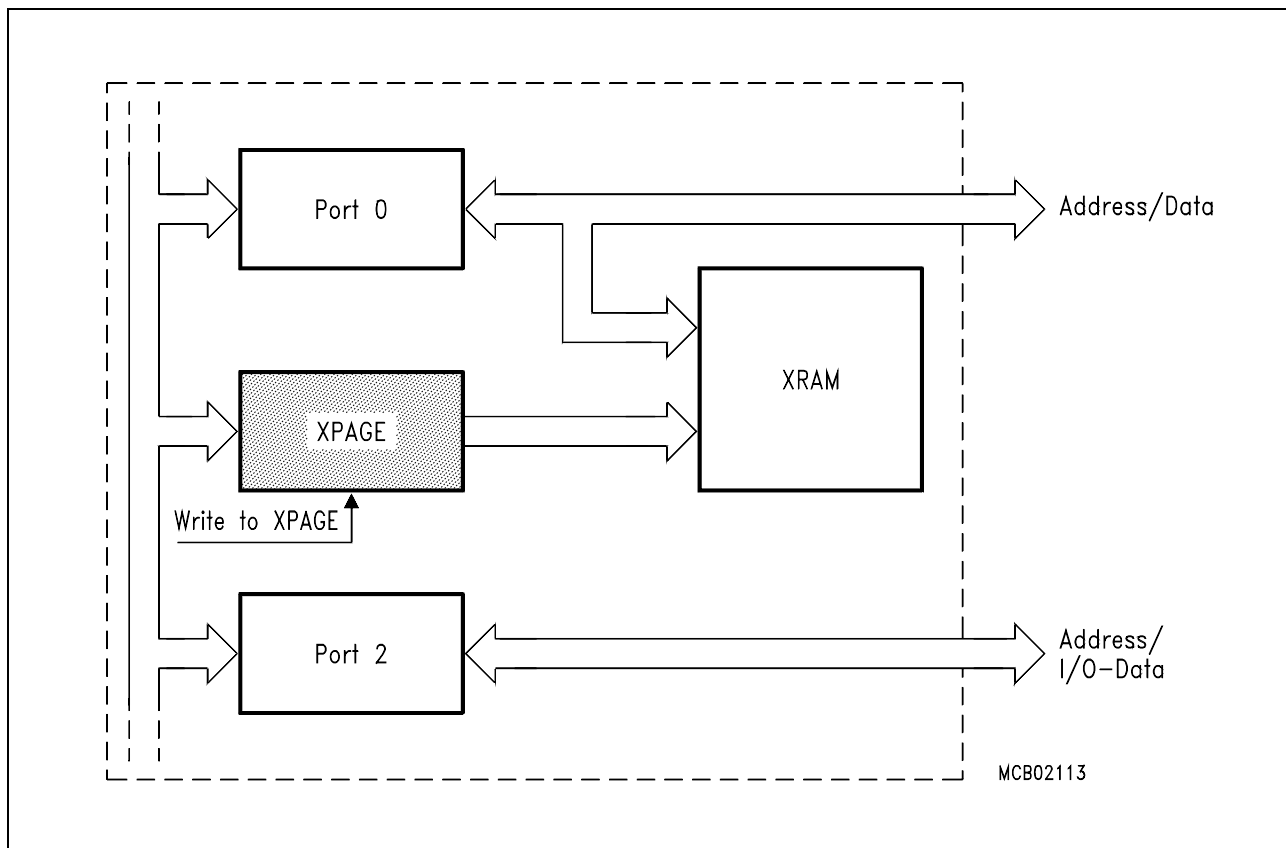 Port 0
Address/Data
XRAM
XPAGE
Write to XPAGE
Port 2
Address/
I/O-Data
MCB02113